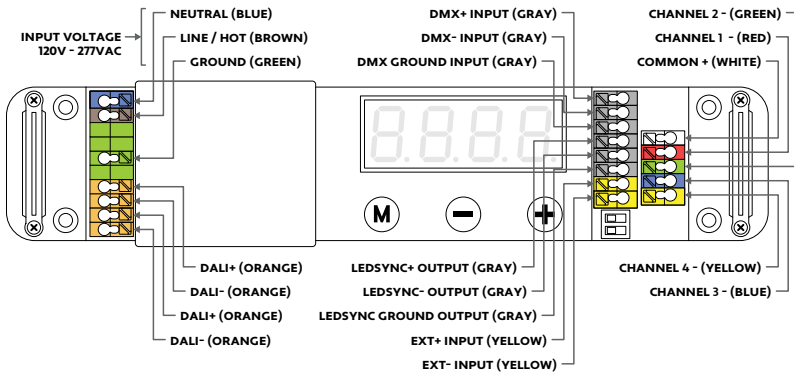 NEUTRAL (BLUE)
INPUT VOLTAGE
120V - 277VAC
LINE / HOT (BROWN)
GROUND (GREEN)
DMX+ INPUT (GRAY)
DMX- INPUT (GRAY)
DMX GROUND INPUT (GRAY)
CHANNEL 2 - (GREEN)
CHANNEL 1 - (RED)
COMMON + (WHITE)
8.8.8.8.
M
DALI+ (ORANGE)
DALI- (ORANGE)
DALI+ (ORANGE)
DALI- (ORANGE)
LEDSYNC+ OUTPUT (GRAY)
LEDSYNC- OUTPUT (GRAY)
LEDSYNC GROUND OUTPUT (GRAY)
EXT+ INPUT (YELLOW)
EXT- INPUT (YELLOW)
CHANNEL 4 - (YELLOW)
CHANNEL 3 - (BLUE)